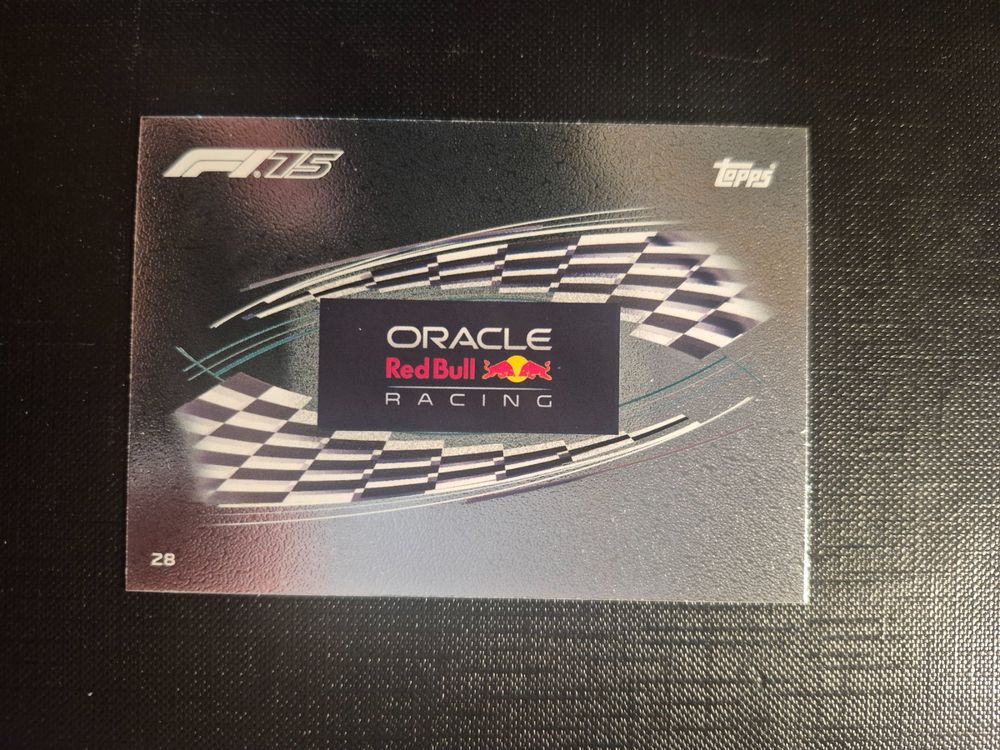 F1.75
Topps
ORACLE
Red Bull
RACING
28